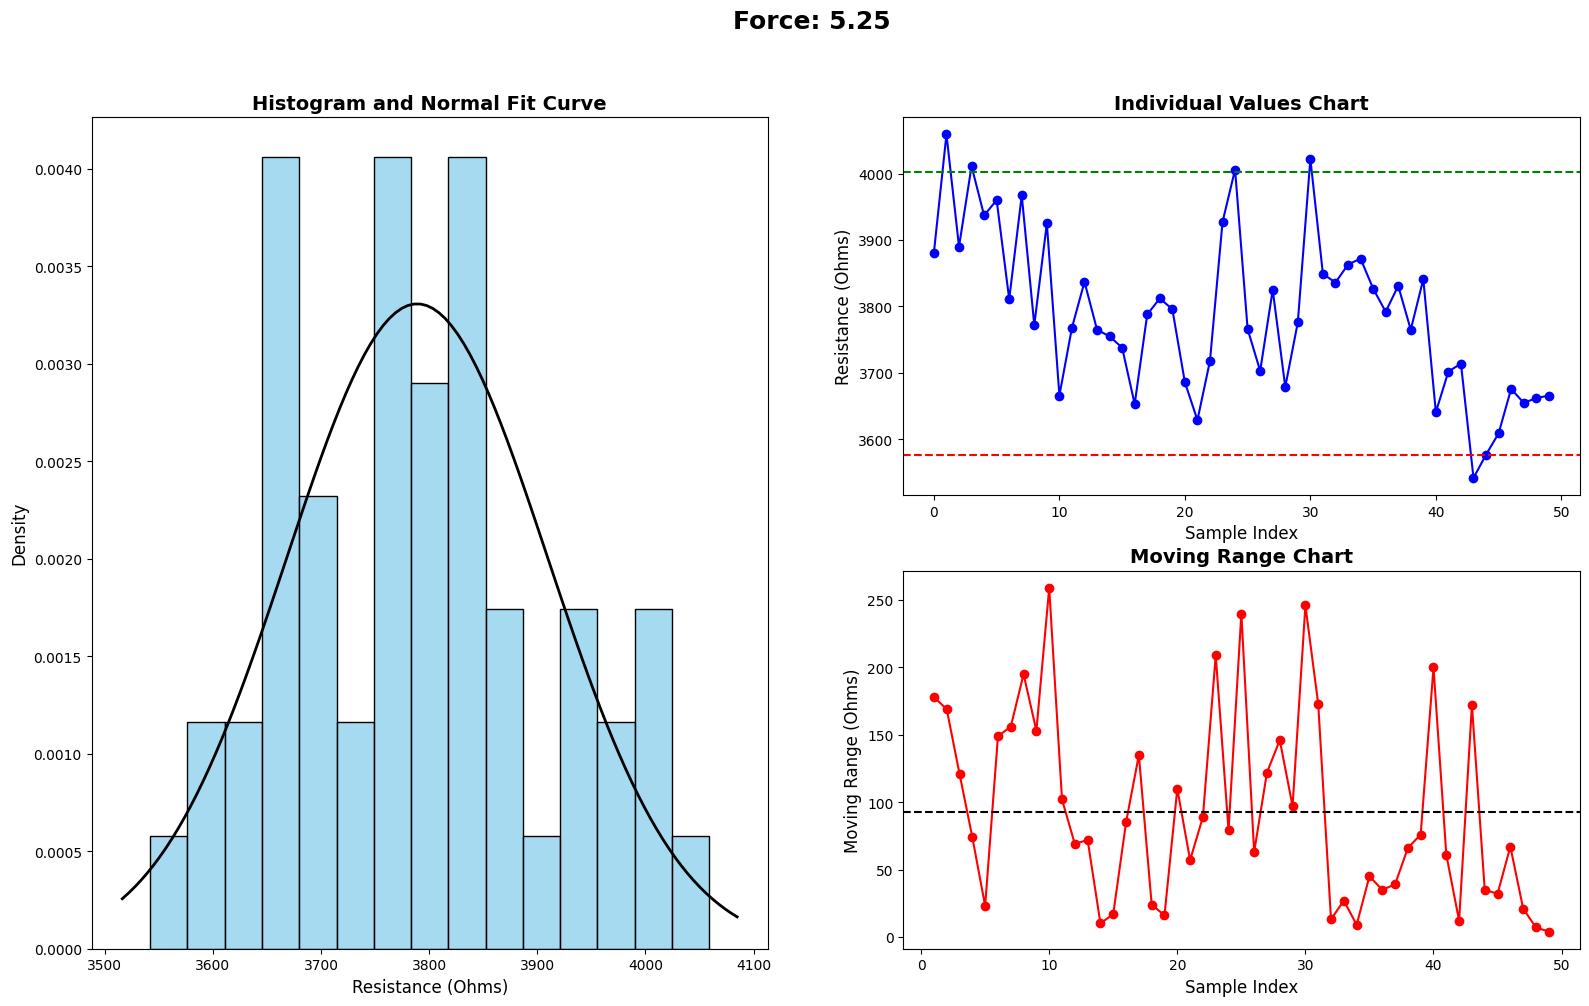 Force: 5.25
Histogram and Normal Fit Curve
Density
0.0040
0.0035
0.0030
0.0025
0.0020
0.0015
0.0010
0.0005
0.0000
3500 3600 3700 3800 3900 4000 4100
Resistance (Ohms)
Individual Values Chart
Resistance (Ohms)
4000
3900
3800
3700
3600
0 10 20 30 40 50
Sample Index
Moving Range Chart
Moving Range (Ohms)
250
200
150
100
50
0
0 10 20 30 40 50
Sample Index